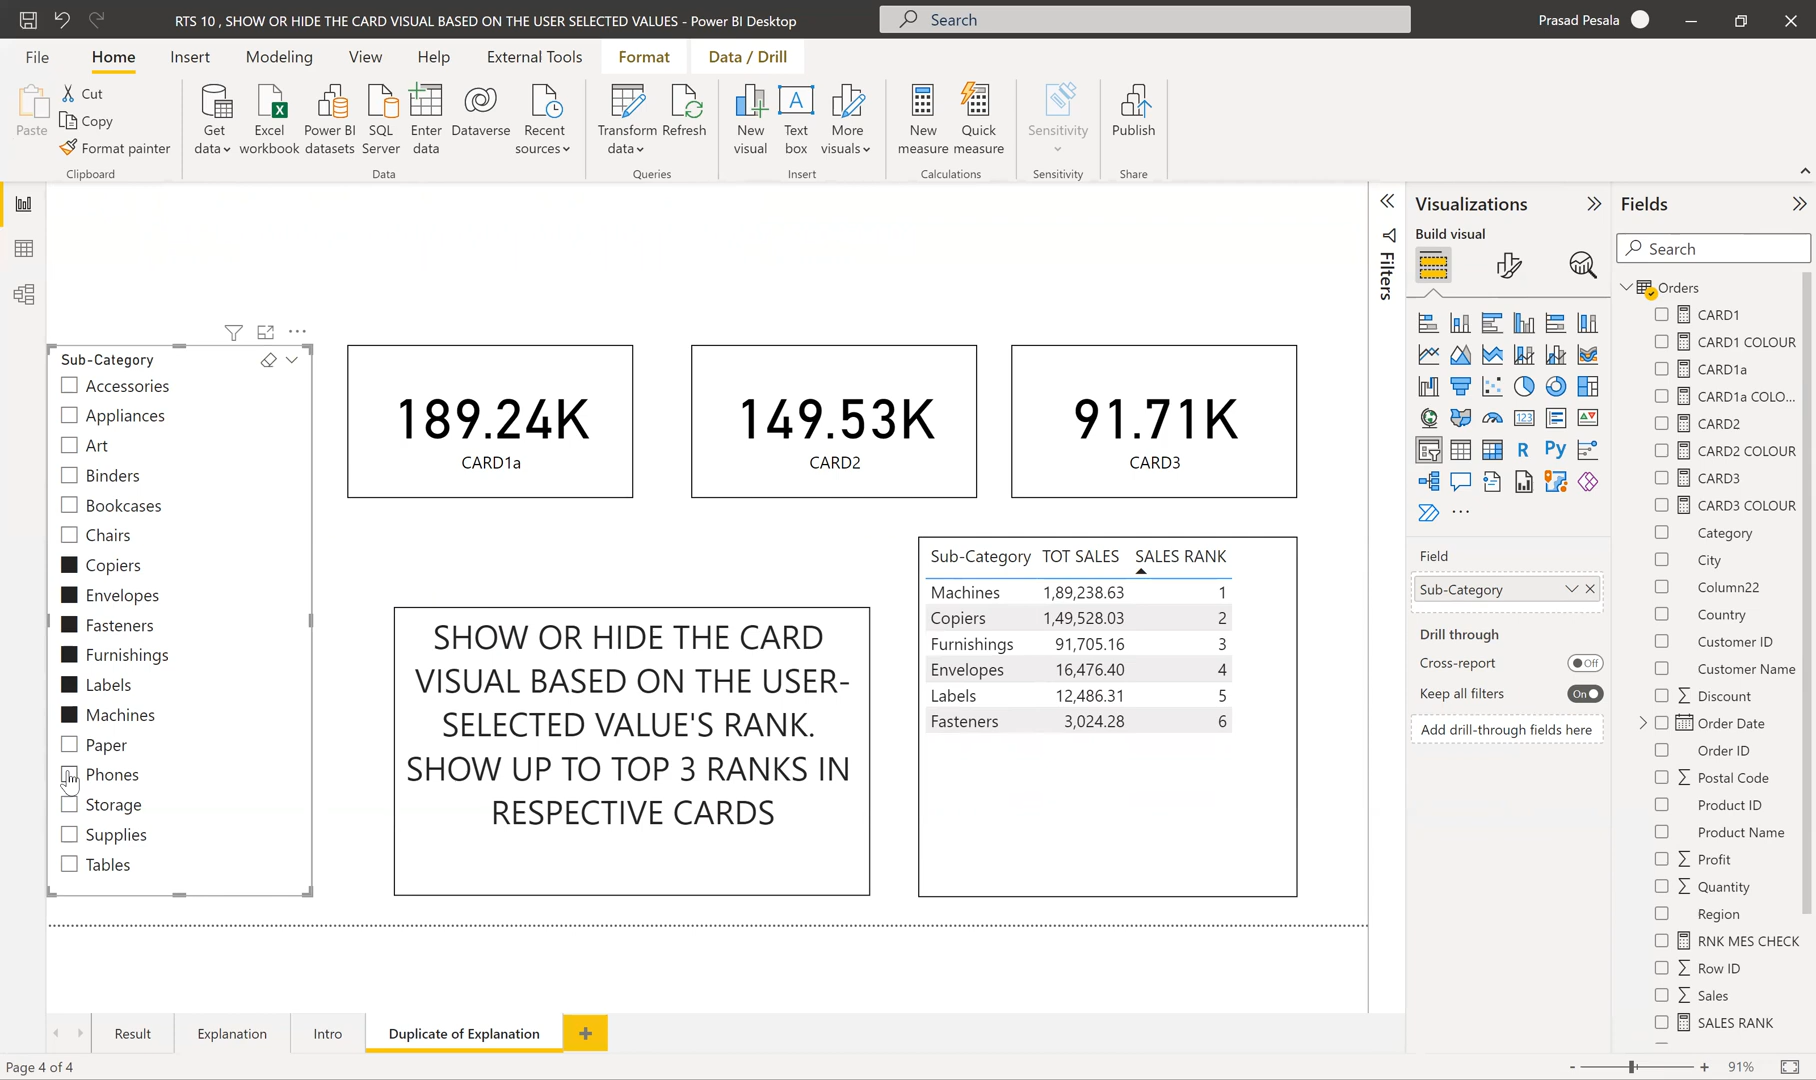 RTS 10 , SHOW OR HIDE THE CARD VISUAL BASED ON THE USER SELECTED VALUES - Power BI Desktop
Search
Prasad Pesala
File
Home
Insert
Modeling
View
Help
External Tools
Format
Data / Drill
Paste
Cut
Copy
Format painter
Clipboard
Get data
Excel workbook
Power BI datasets
SQL Server
Enter data
Dataverse
Recent sources
Data
Transform data
Refresh
Queries
New visual
Text box
More visuals
Insert
New measure
Quick measure
Calculations
Sensitivity
Sensitivity
Publish
Share
Sub-Category
Accessories
Appliances
Art
Binders
Bookcases
Chairs
Copiers
Envelopes
Fasteners
Furnishings
Labels
Machines
Paper
Phones
Storage
Supplies
Tables
189.24K
CARD1a
149.53K
CARD2
91.71K
CARD3
SHOW OR HIDE THE CARD
VISUAL BASED ON THE USER-
SELECTED VALUE'S RANK.
SHOW UP TO TOP 3 RANKS IN
RESPECTIVE CARDS
Sub-Category TOT SALES SALES RANK
Machines 1,89,238.63 1
Copiers 1,49,528.03 2
Furnishings 91,705.16 3
Envelopes 16,476.40 4
Labels 12,486.31 5
Fasteners 3,024.28 6
Filters
Visualizations
Build visual
123
R
Py
Field
Sub-Category
Drill through
Cross-report
Off
Keep all filters
On
Add drill-through fields here
Fields
Search
Orders
CARD1
CARD1 COLOUR
CARD1a
CARD1a COLO...
CARD2
CARD2 COLOUR
CARD3
CARD3 COLOUR
Category
City
Column22
Country
Customer ID
Customer Name
Discount
Order Date
Order ID
Postal Code
Product ID
Product Name
Profit
Quantity
Region
RNK MES CHECK
Row ID
Sales
SALES RANK
Result
Explanation
Intro
Duplicate of Explanation
+
Page 4 of 4
- + 91%